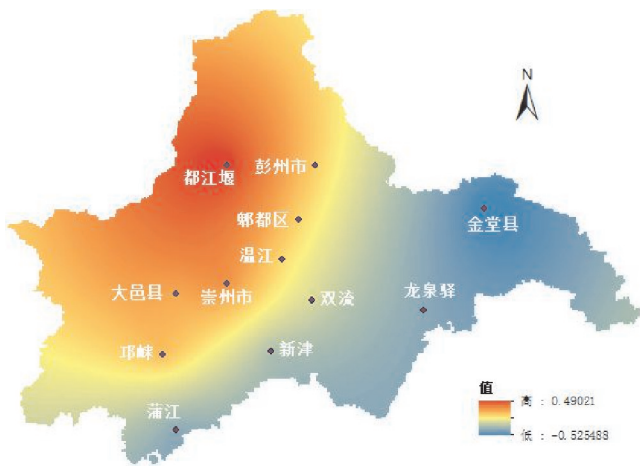 N
都江堰
彭州市
金堂县
郫都区
温江
大邑县
崇州市
双流
龙泉驿
邛崃
新津
蒲江
值
高 : 0.49021
低 : -0.525488